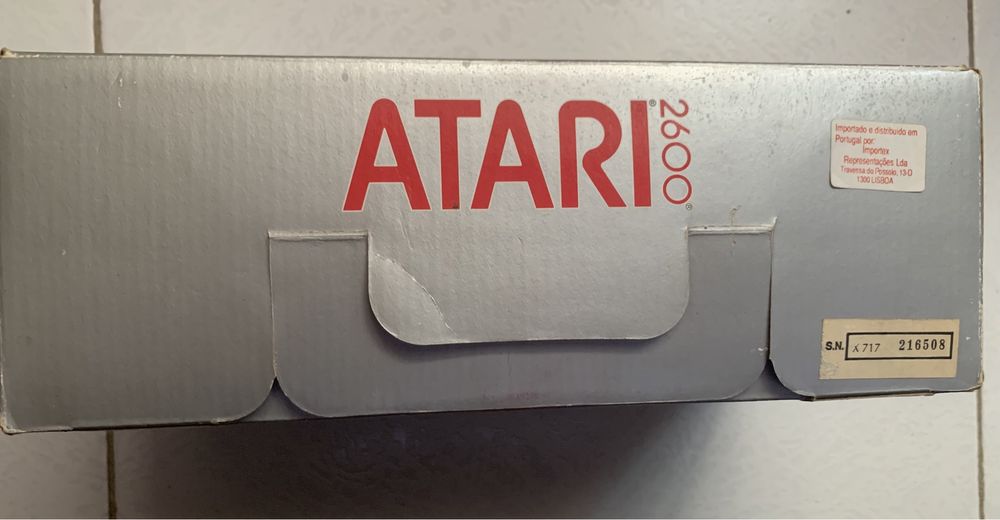 ATARI® 2600®
Importado e distribuido em
Portugal por:
Importex
Representações Lda
Travessa do Possolo, 13-D
1300 LISBOA
S.N. X717 216508